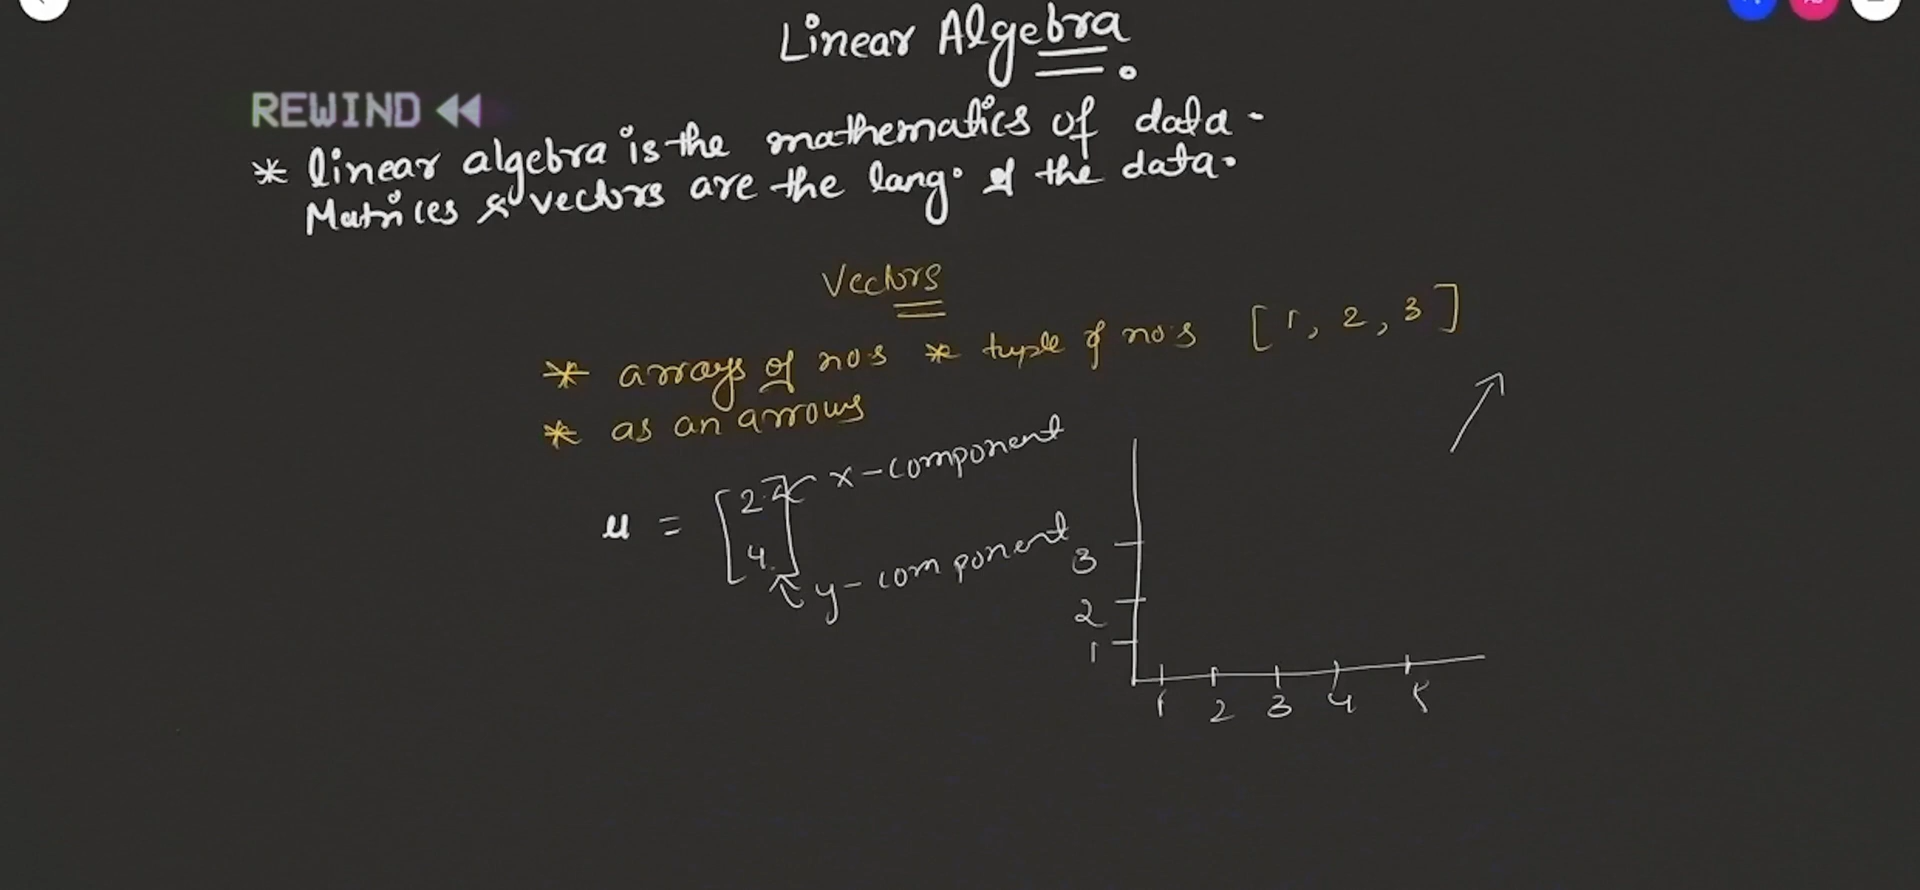 Linear Algebra.
REWIND
* linear algebra is the mathematics of data.
Matrices & vectors are the lang. of the data.
Vectors
* arrays of nos * tuple of no's [1, 2, 3]
* as an arrows
x-component
u = [2 4]
y-component
3
2
1
1 2 3 4 5